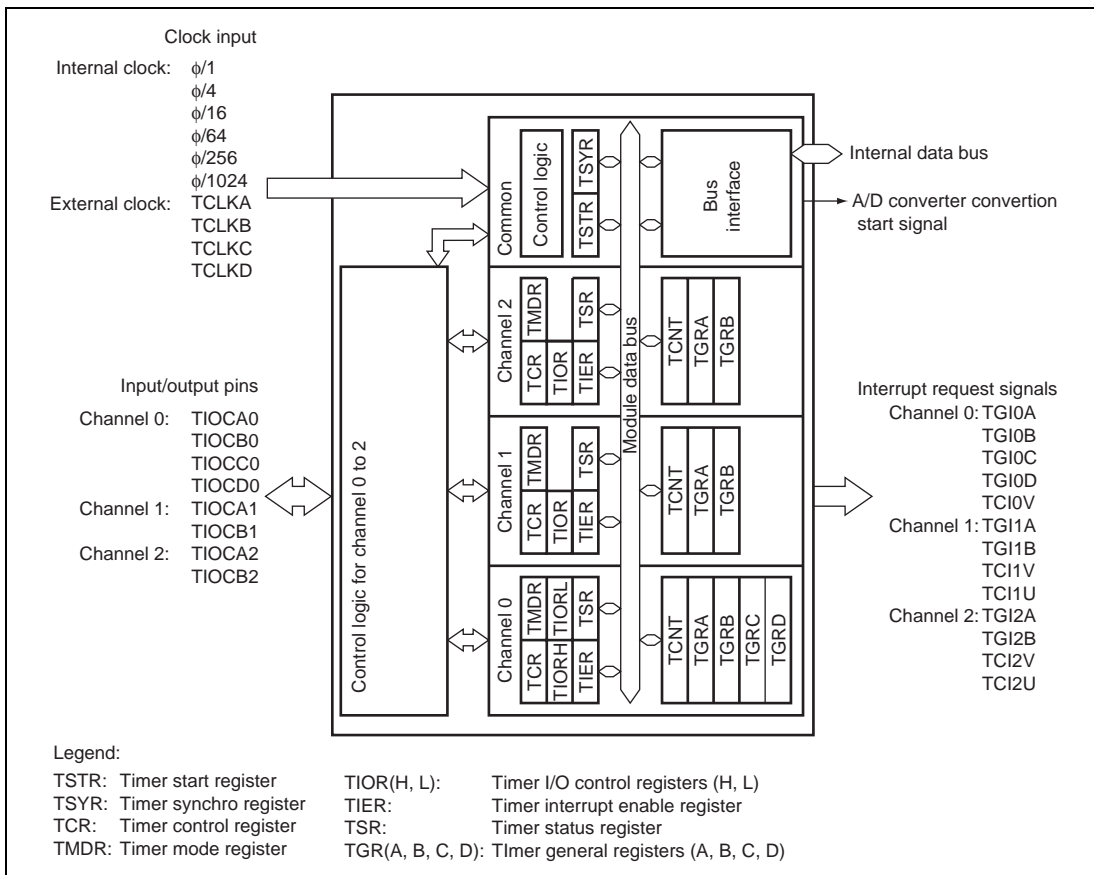 Clock input
Internal clock: ϕ/1
ϕ/4
ϕ/16
ϕ/64
ϕ/256
ϕ/1024
External clock: TCLKA
TCLKB
TCLKC
TCLKD
Input/output pins
Channel 0: TIOCA0
TIOCB0
TIOCC0
TIOCD0
Channel 1: TIOCA1
TIOCB1
Channel 2: TIOCA2
TIOCB2
Control logic for channel 0 to 2
Common
Control logic
TSTR TSYR
Bus
interface
Module data bus
Channel 2
TCR TMDR
TIOR
TIER TSR
TCNT
TGRA
TGRB
Channel 1
TCR TMDR
TIOR
TIER TSR
TCNT
TGRA
TGRB
Channel 0
TCR TMDR
TIORH TIORL
TIER TSR
TCNT
TGRA
TGRB
TGRC
TGRD
Internal data bus
A/D converter convertion
start signal
Interrupt request signals
Channel 0: TGI0A
TGI0B
TGI0C
TGI0D
TCI0V
Channel 1: TGI1A
TGI1B
TCI1V
TCI1U
Channel 2: TGI2A
TGI2B
TCI2V
TCI2U
Legend:
TSTR: Timer start register
TSYR: Timer synchro register
TCR: Timer control register
TMDR: Timer mode register
TIOR(H, L): Timer I/O control registers (H, L)
TIER: Timer interrupt enable register
TSR: Timer status register
TGR(A, B, C, D): TImer general registers (A, B, C, D)